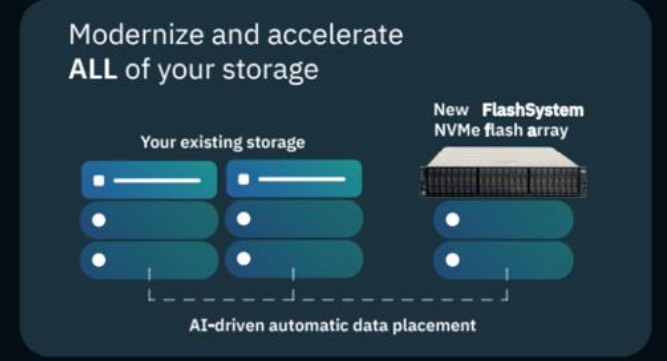 Modernize and accelerate
ALL of your storage
New FlashSystem
NVMe flash array
Your existing storage
AI-driven automatic data placement